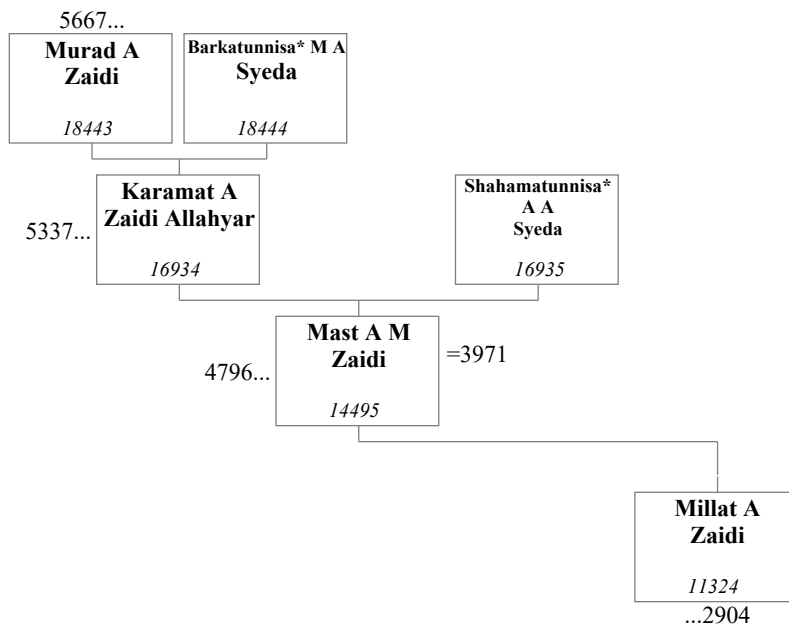 5667...
Murad A
Zaidi
18443
Barkatunnisa* M A
Syeda
18444
Karamat A
Zaidi Allahyar
16934
5337...
Shahamatunnisa*
A A
Syeda
16935
Mast A M
Zaidi
14495
=3971
4796...
Millat A
Zaidi
11324
...2904